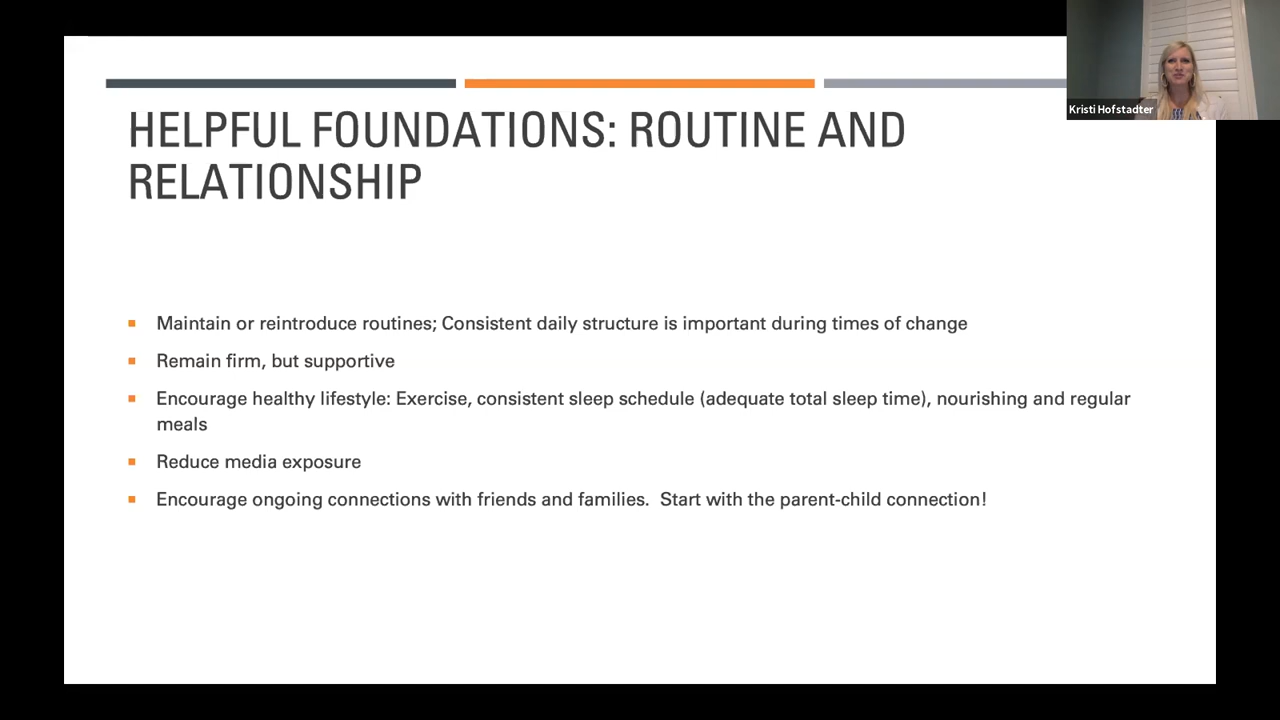 Kristi Hofstadter
HELPFUL FOUNDATIONS: ROUTINE AND
RELATIONSHIP
Maintain or reintroduce routines; Consistent daily structure is important during times of change
Remain firm, but supportive
Encourage healthy lifestyle: Exercise, consistent sleep schedule (adequate total sleep time), nourishing and regular
meals
Reduce media exposure
Encourage ongoing connections with friends and families.  Start with the parent-child connection!